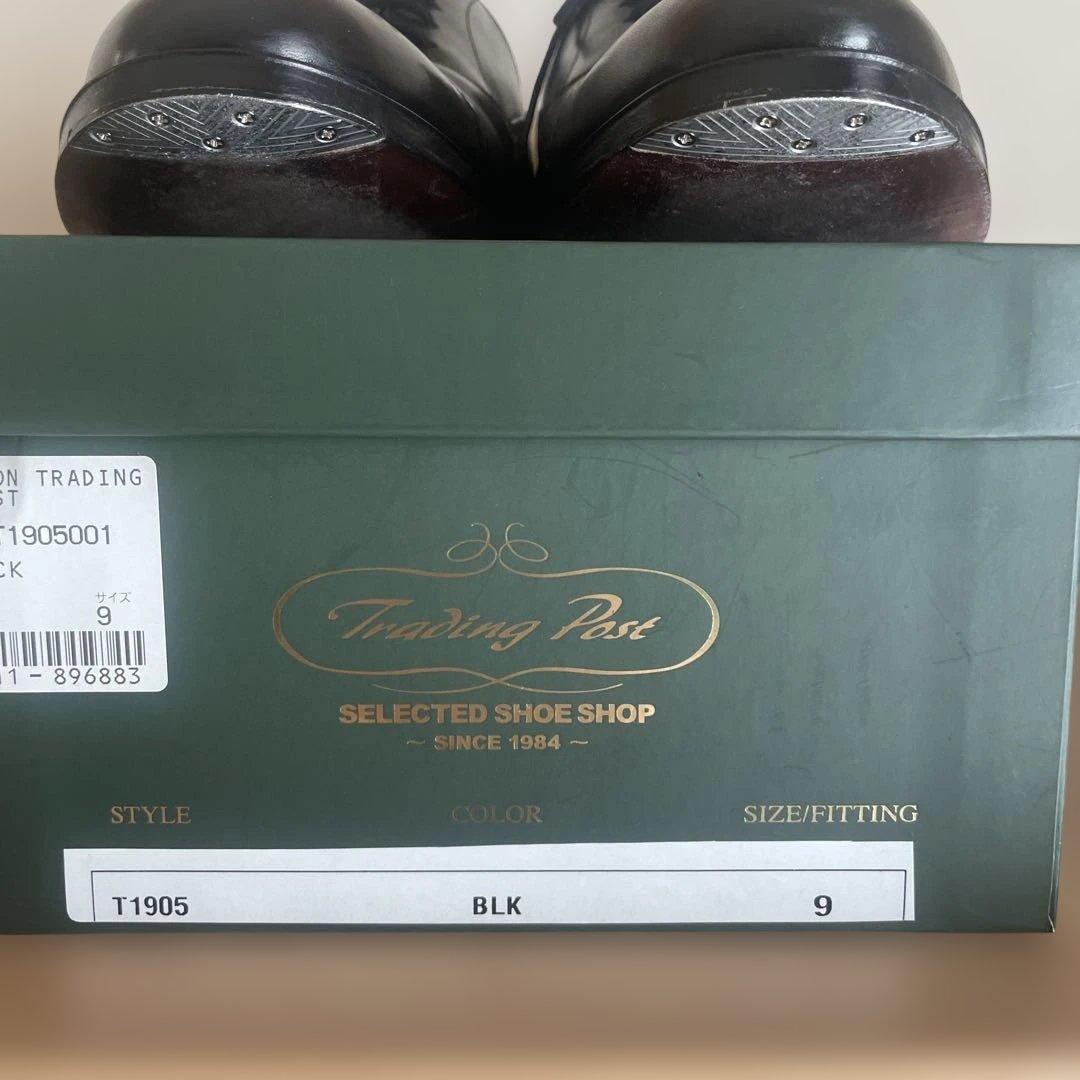 ON TRADING
ST
T1905001
CK
サイズ
9
11-896883
Trading Post
SELECTED SHOE SHOP
~ SINCE 1984 ~
STYLE COLOR SIZE/FITTING
T1905 BLK 9